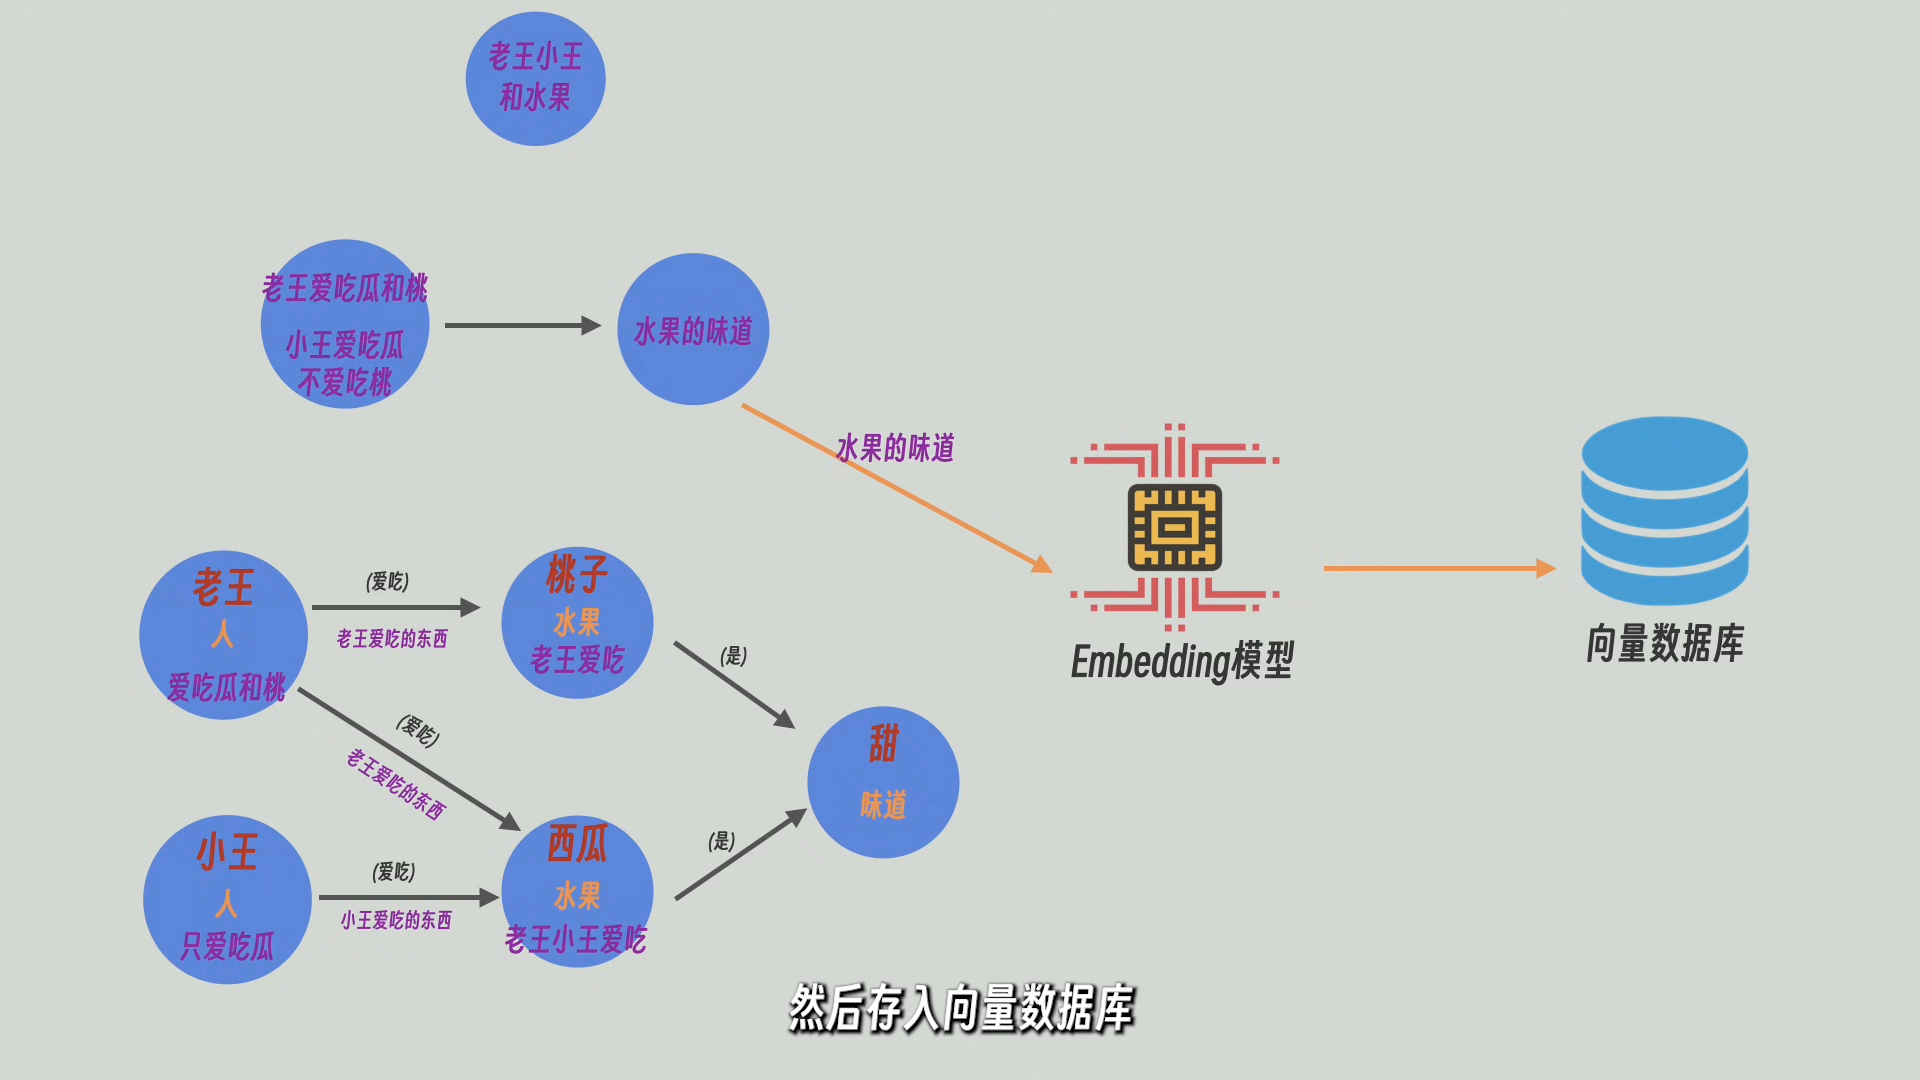 老王小王
和水果
老王爱吃瓜和桃
小王爱吃瓜
不爱吃桃
水果的味道
水果的味道
老王
人
爱吃瓜和桃
(爱吃)
老王爱吃的东西
桃子
水果
老王爱吃
(是)
(爱吃)
老王爱吃的东西
甜
味道
小王
人
只爱吃瓜
(爱吃)
小王爱吃的东西
西瓜
水果
老王小王爱吃
(是)
Embedding模型
向量数据库
然后存入向量数据库